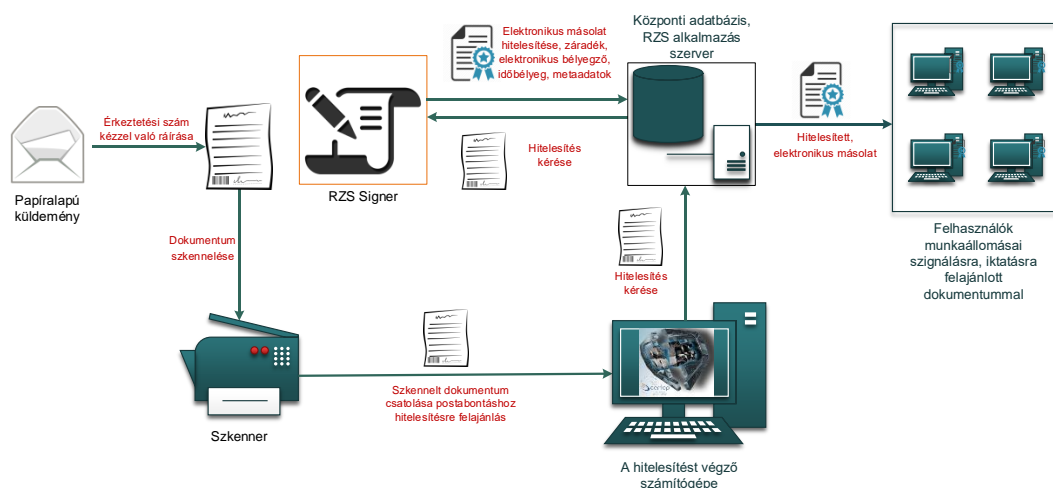 Elektronikus másolat
hitelesítése, záradék,
elektronikus bélyegző,
időbélyeg, metaadatok
Központi adatbázis,
RZS alkalmazás
szerver
Érkeztetési szám
kézzel való ráírása
Hitelesítés
kérése
Hitelesített,
elektronikus másolat
Papíralapú
küldemény
RZS Signer
Dokumentum
szkennelése
Hitelesítés
kérése
Felhasználók
munkaállomásai
szignálásra, iktatásra
felajánlott
dokumentummal
Szkennelt dokumentum
csatolása postabontáshoz
hitelesítésre felajánlás
Szkenner
A hitelesítést végző
számítógépe